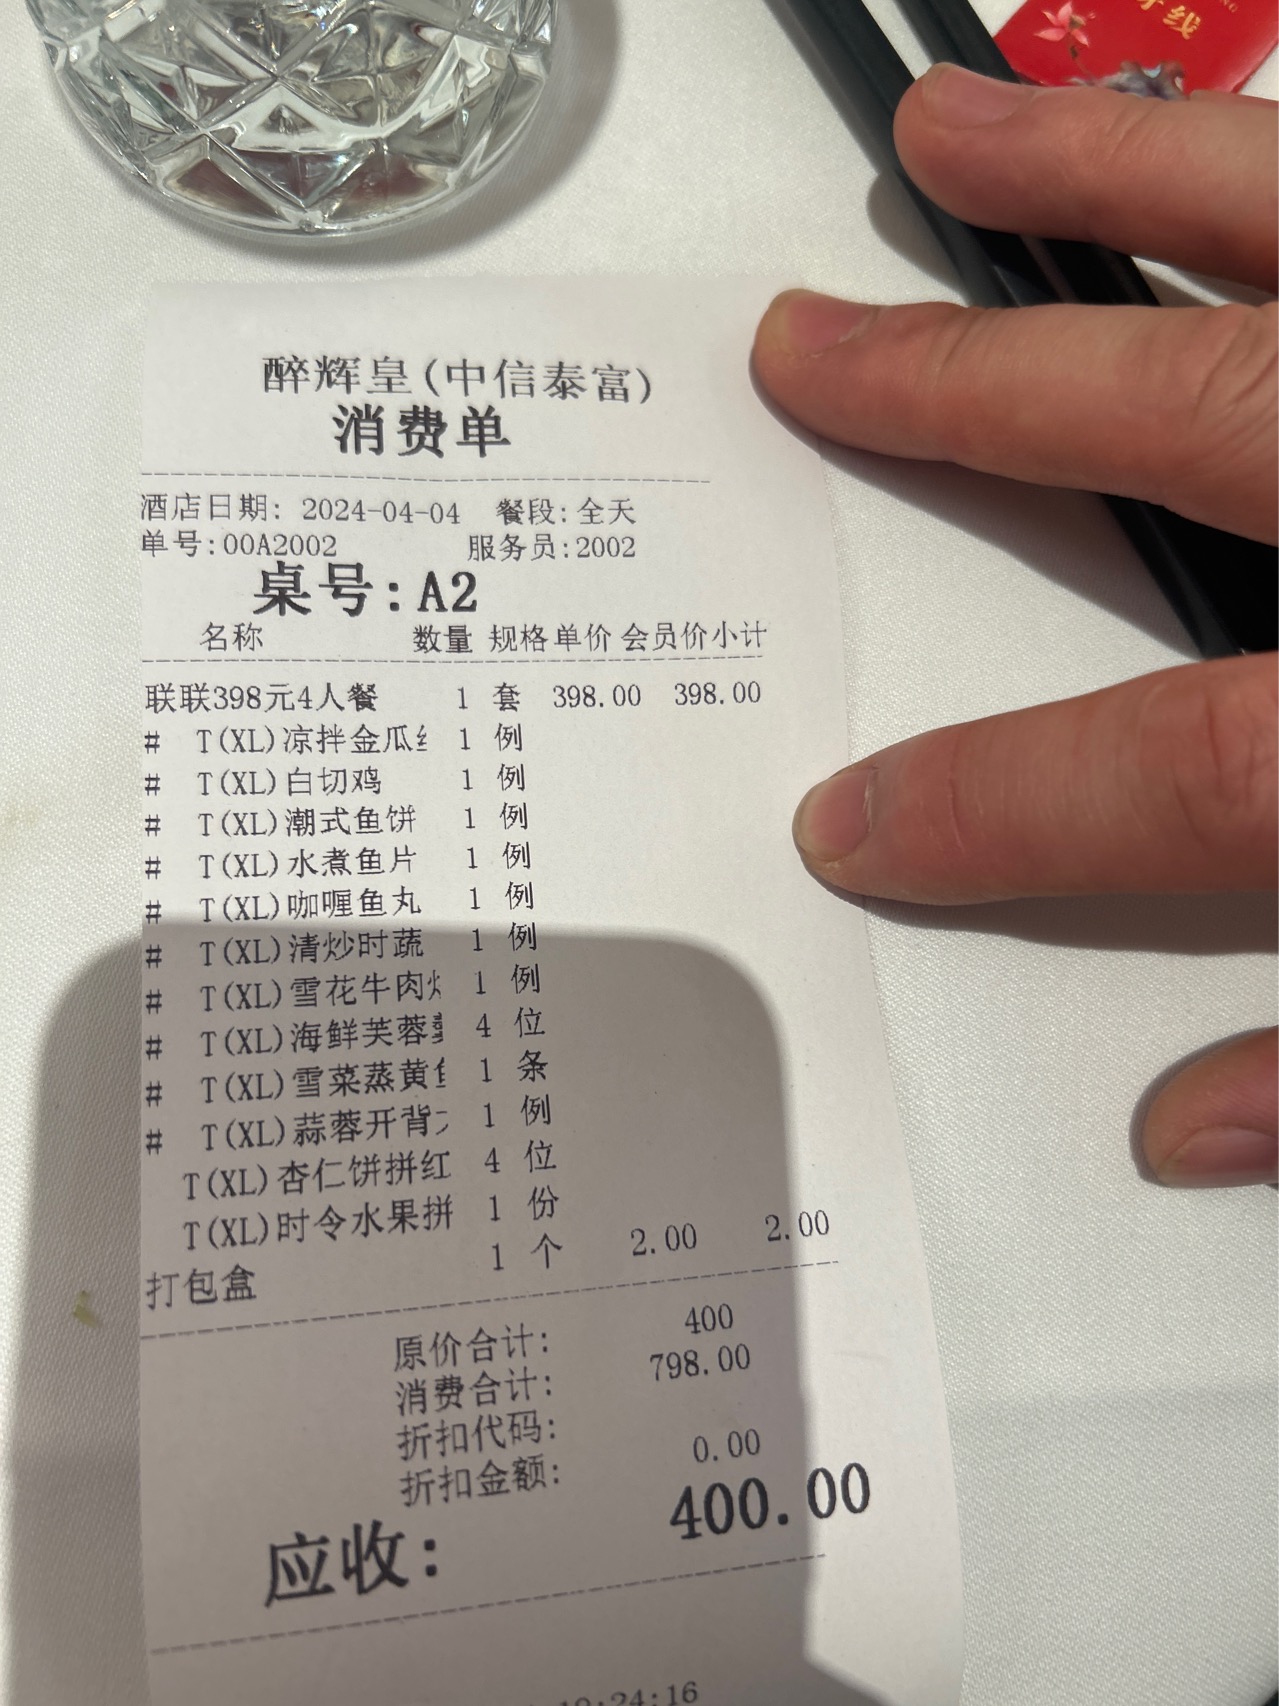 牙线
醉辉皇(中信泰富)
消费单
酒店日期: 2024-04-04 餐段:全天
单号:00A2002 服务员:2002
桌号:A2
名称 数量 规格 单价 会员价小计
联联398元4人餐 1 套 398.00 398.00
# T(XL)凉拌金瓜 1 例
# T(XL)白切鸡 1 例
# T(XL)潮式鱼饼 1 例
# T(XL)水煮鱼片 1 例
# T(XL)咖喱鱼丸 1 例
# T(XL)清炒时蔬 1 例
# T(XL)雪花牛肉 1 例
# T(XL)海鲜芙蓉 4 位
# T(XL)雪菜蒸黄 1 条
# T(XL)蒜蓉开背 1 例
T(XL)杏仁饼拼红 4 位
T(XL)时令水果拼 1 份
打包盒 1 个 2.00 2.00
原价合计: 400
消费合计: 798.00
折扣代码:
折扣金额: 0.00
应收: 400.00
:24:16